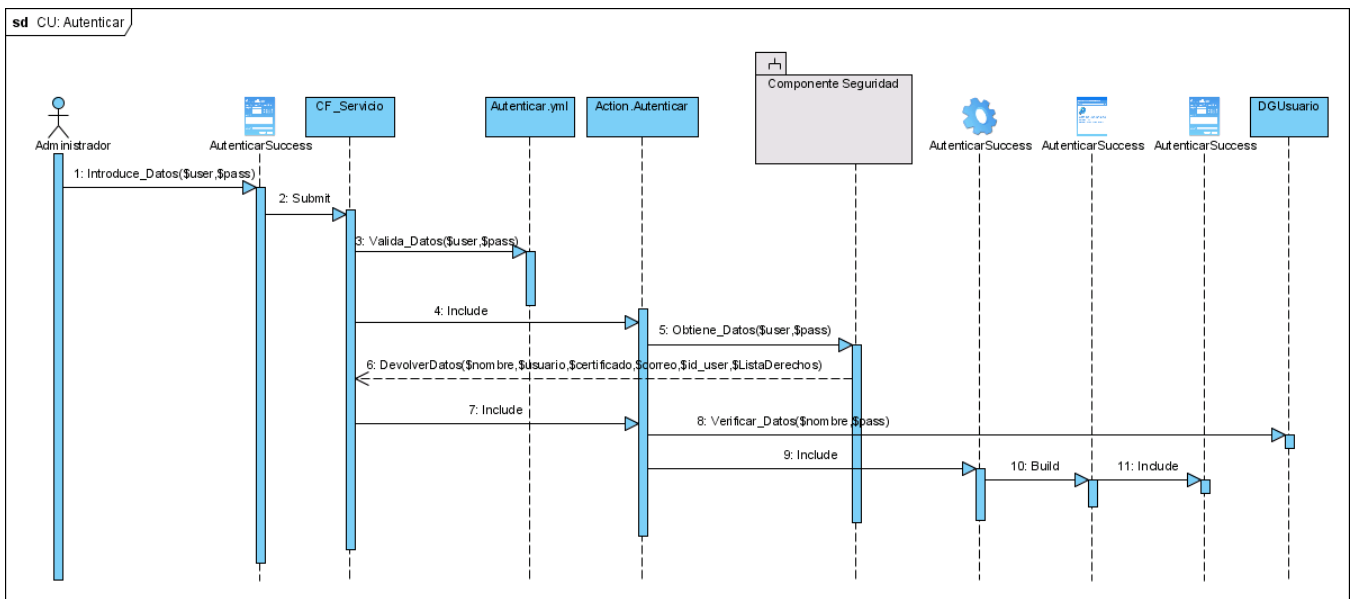 sd CU: Autenticar
Componente Seguridad
CF_Servicio
Autenticar.yml
Action.Autenticar
DGUsuario
Administrador
AutenticarSuccess
AutenticarSuccess
AutenticarSuccess
AutenticarSuccess
1: Introduce_Datos($user,$pass)
2: Submit
3: Valida_Datos($user,$pass)
4: Include
5: Obtiene_Datos($user,$pass)
6: DevolverDatos($nombre,$usuario,$certificado,$correo,$id_user,$ListaDerechos)
7: Include
8: Verificar_Datos($nombre,$pass)
9: Include
10: Build
11: Include